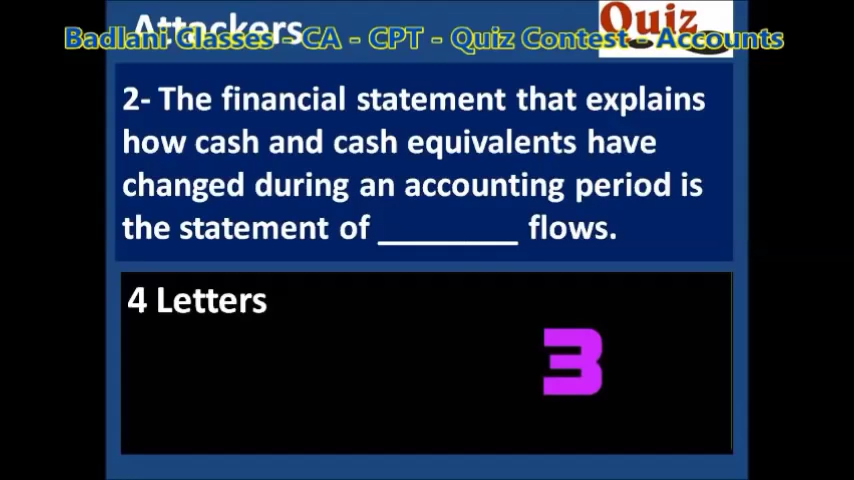 Attackers
Quiz
Badlani Classes - CA - CPT - Quiz Contest - Accounts
2- The financial statement that explains
how cash and cash equivalents have
changed during an accounting period is
the statement of ________ flows.
4 Letters
3